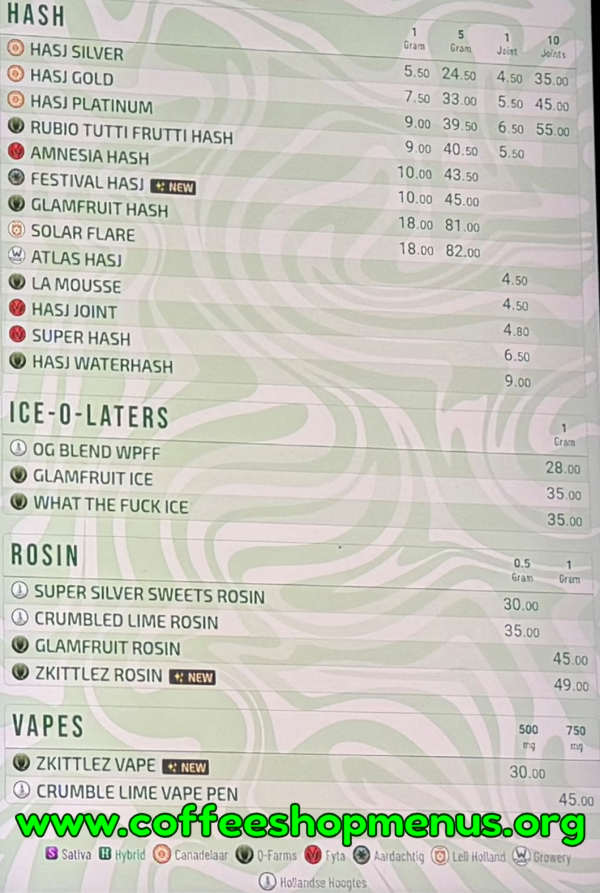 HASH
1 Gram 5 Gram 1 Joint 10 Joints
HASJ SILVER 5.50 24.50 4.50 35.00
HASJ GOLD 7.50 33.00 5.50 45.00
HASJ PLATINUM 9.00 39.50 6.50 55.00
RUBIO TUTTI FRUTTI HASH 9.00 40.50 5.50
AMNESIA HASH 10.00 43.50
FESTIVAL HASJ NEW 10.00 45.00
GLAMFRUIT HASH 18.00 81.00
SOLAR FLARE 18.00 82.00
ATLAS HASJ 4.50
LA MOUSSE 4.50
HASJ JOINT 4.80
SUPER HASH 6.50
HASJ WATERHASH 9.00
ICE-O-LATERS
1 Gram
OG BLEND WPFF 28.00
GLAMFRUIT ICE 35.00
WHAT THE FUCK ICE 35.00
ROSIN
0.5 Gram 1 Gram
SUPER SILVER SWEETS ROSIN 30.00
CRUMBLED LIME ROSIN 35.00
GLAMFRUIT ROSIN 45.00
ZKITTLEZ ROSIN NEW 49.00
VAPES
500 mg 750 mg
ZKITTLEZ VAPE NEW 30.00
CRUMBLE LIME VAPE PEN 45.00
www.coffeeshopmenus.org
S Sativa H Hybrid Canadelaar Q-Farms Fyta Aardachtig Leli Holland Growery
Hollandse Hoogtes